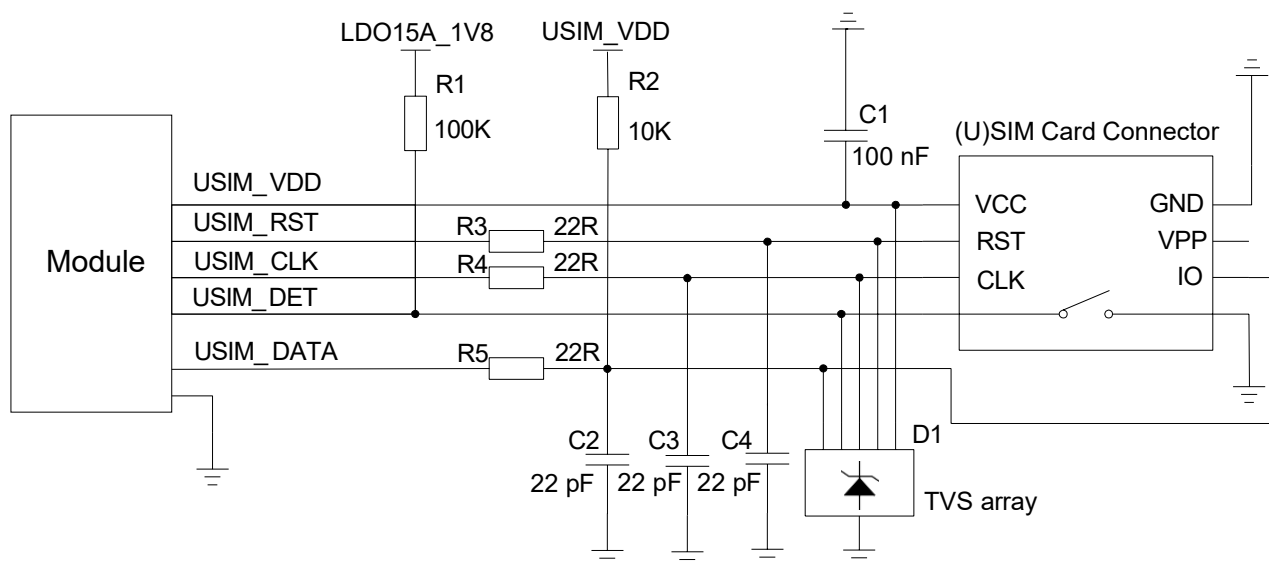 LDO15A_1V8
USIM_VDD
R1
100K
R2
10K
C1
100 nF
(U)SIM Card Connector
Module
USIM_VDD
USIM_RST
USIM_CLK
USIM_DET
USIM_DATA
R3
22R
R4
22R
R5
22R
VCC
GND
RST
VPP
CLK
IO
C2
22 pF
C3
22 pF
C4
22 pF
D1
TVS array